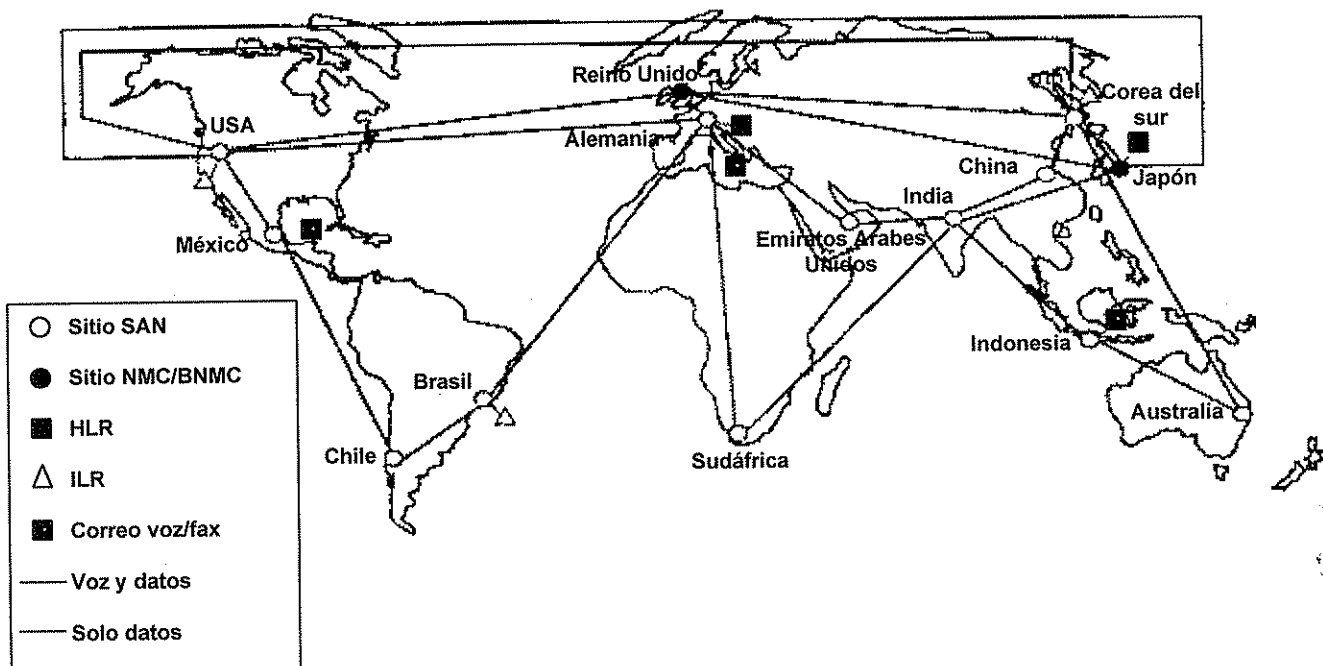 Reino Unido
Corea del
sur
USA
Alemania
China
Japón
India
México
Emiratos Arabes
Unidos
Indonesia
Brasil
Australia
Chile
Sudáfrica
Sitio SAN
Sitio NMC/BNMC
HLR
ILR
Correo voz/fax
Voz y datos
Solo datos